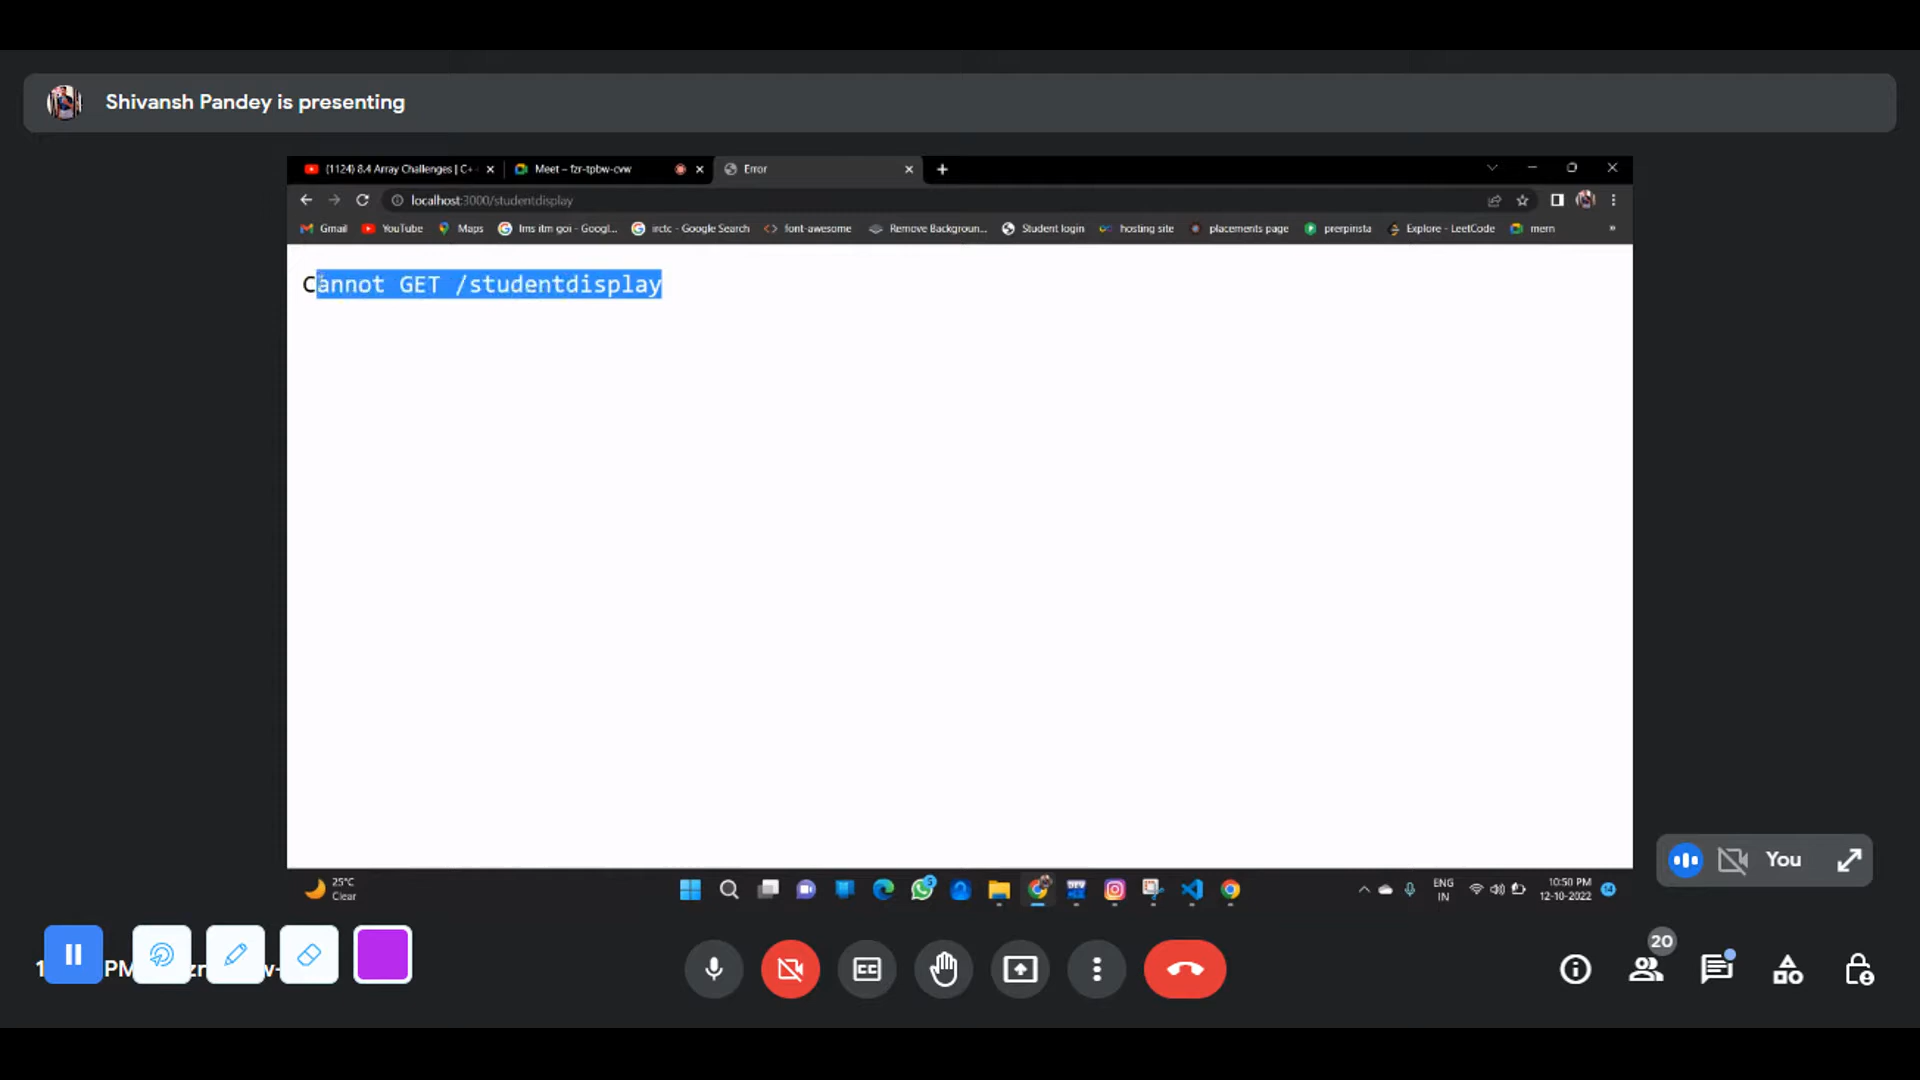 Shivansh Pandey is presenting
(1124) 8.4 Array Challenges | C+
Meet – fzr-tpbw-cvw
Error
localhost:3000/studentdisplay
Gmail
YouTube
Maps
lms itm goi - Googl...
irctc - Google Search
font-awesome
Remove Backgroun...
Student login
hosting site
placements page
prerpinsta
Explore - LeetCode
mern
»
Cannot GET /studentdisplay
You
25°C
Clear
ENG
IN
10:50 PM
12-10-2022
20